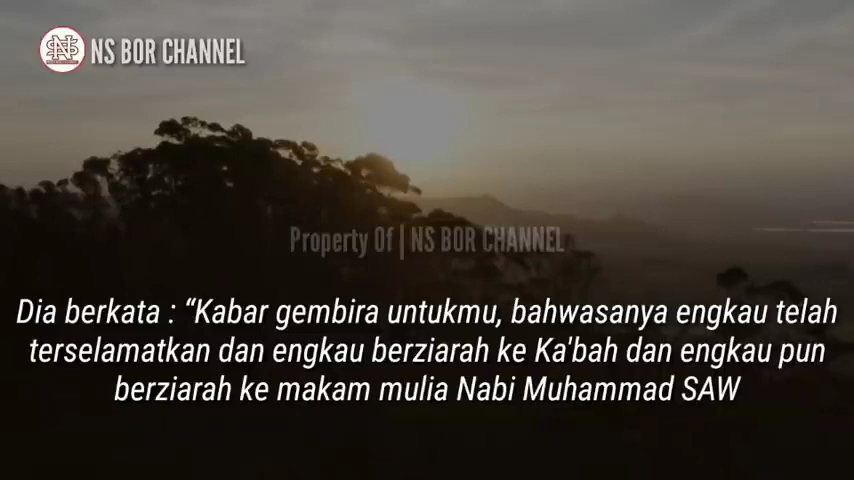 NS BOR CHANNEL
Property Of | NS BOR CHANNEL
Dia berkata : “Kabar gembira untukmu, bahwasanya engkau telah
terselamatkan dan engkau berziarah ke Ka'bah dan engkau pun
berziarah ke makam mulia Nabi Muhammad SAW